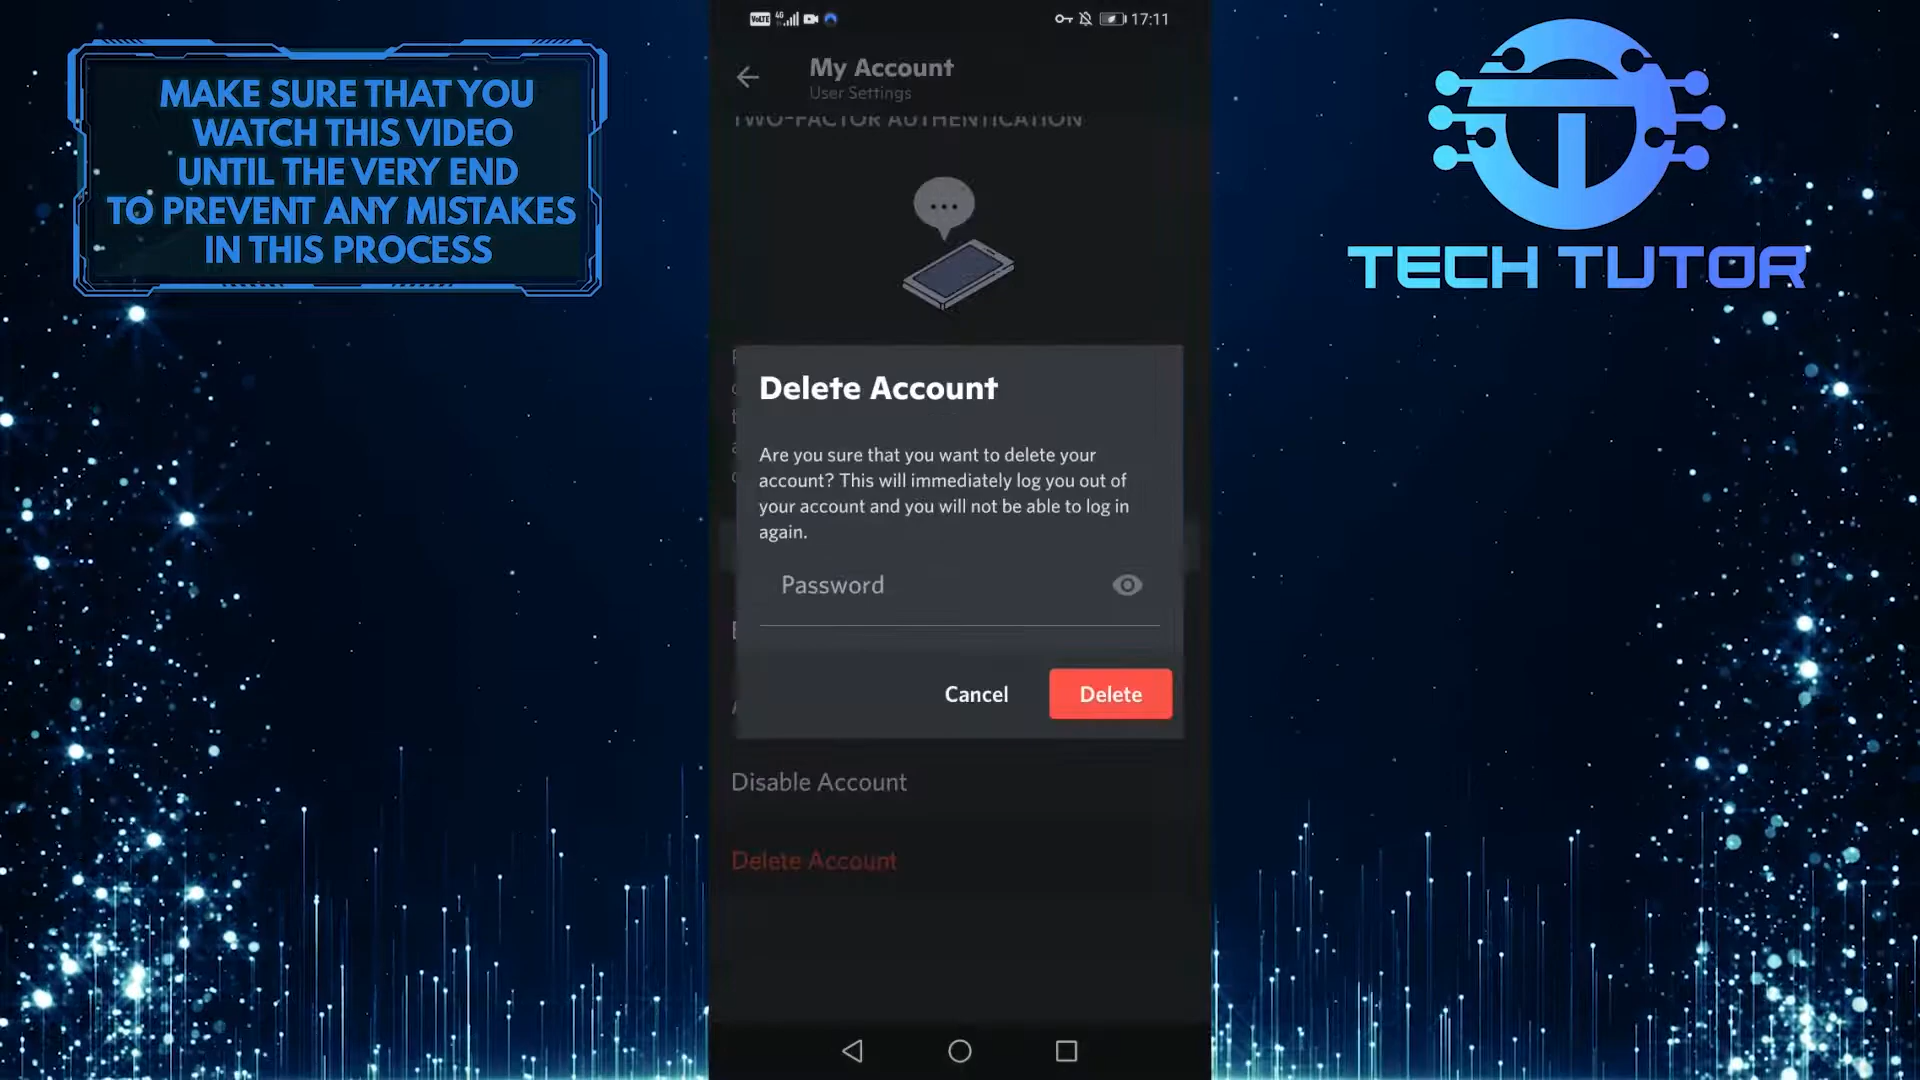 MAKE SURE THAT YOU
WATCH THIS VIDEO
UNTIL THE VERY END
TO PREVENT ANY MISTAKES
IN THIS PROCESS
VoLTE 4G 17:11
My Account
User Settings
TWO-FACTOR AUTHENTICATION
Delete Account
Are you sure that you want to delete your
account? This will immediately log you out of
your account and you will not be able to log in
again.
Password
Cancel
Delete
Disable Account
Delete Account
TECH TUTOR